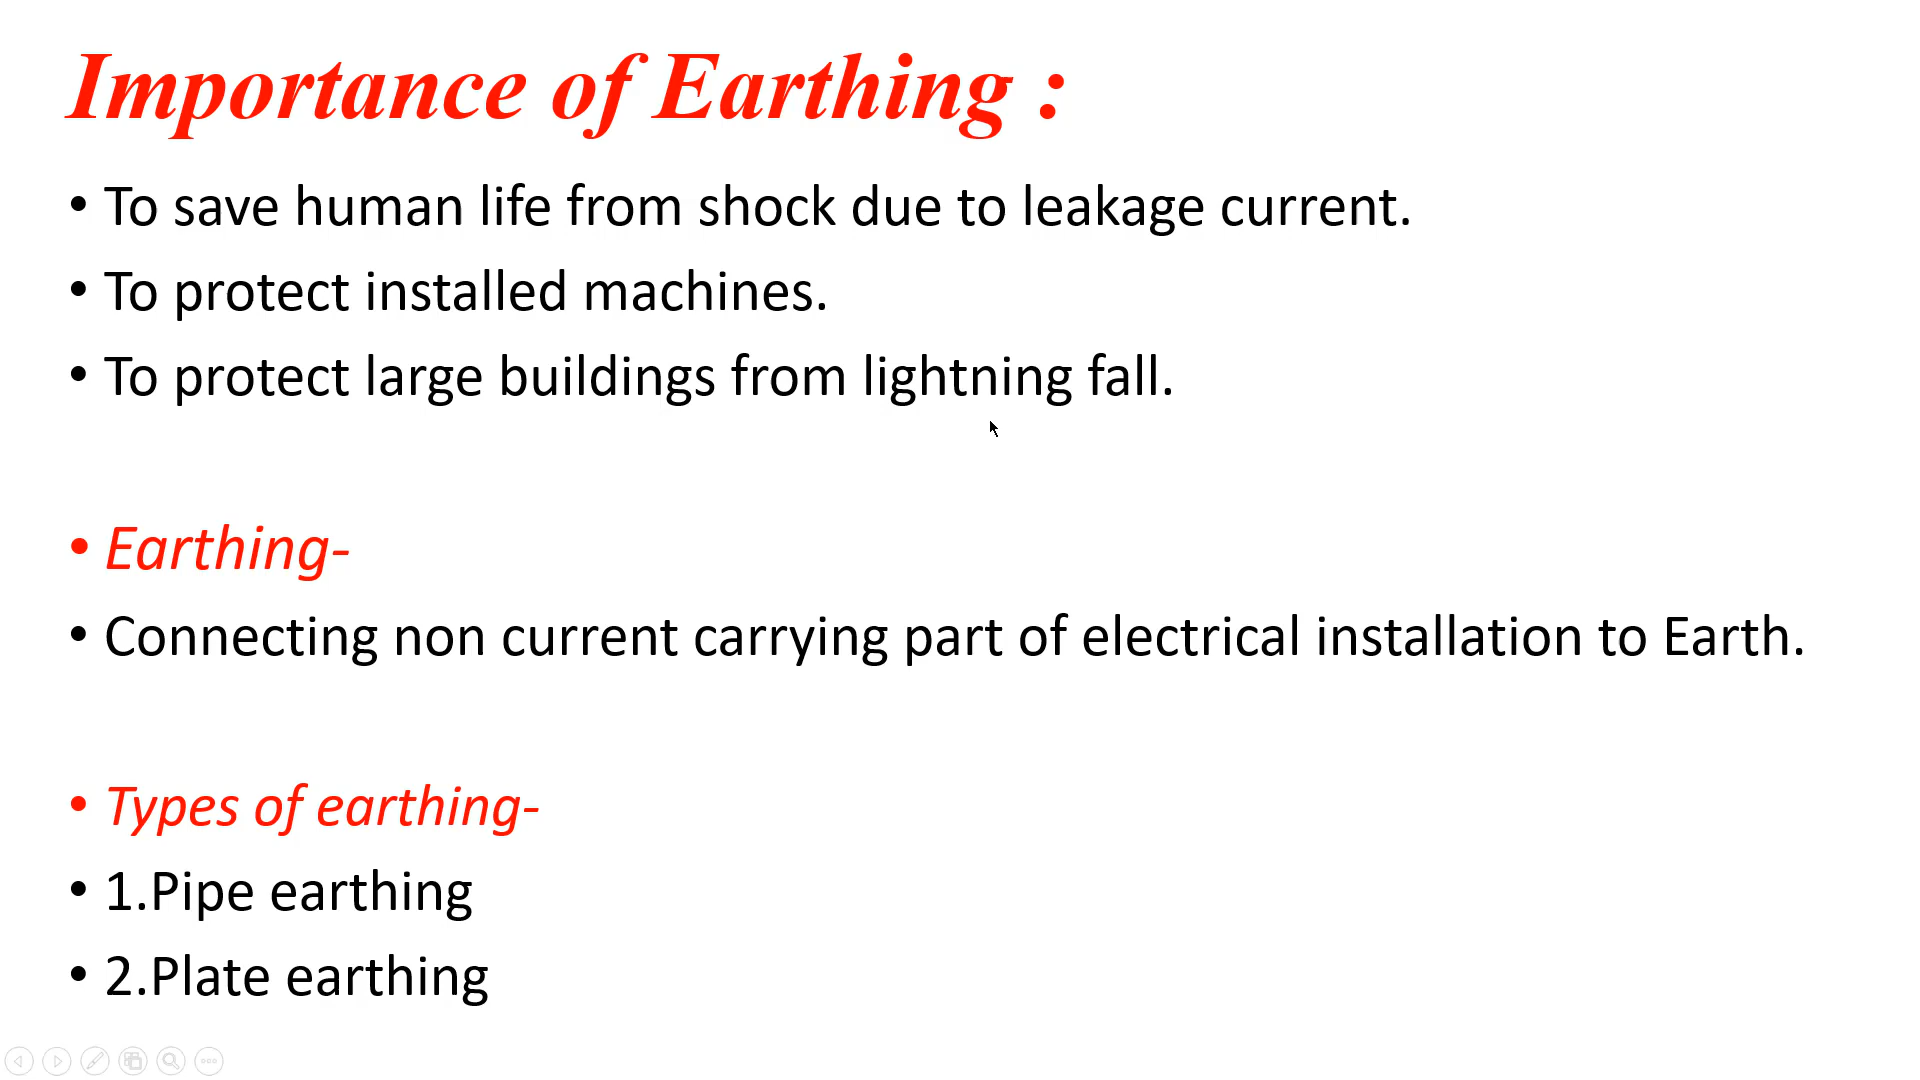 Importance of Earthing :
• To save human life from shock due to leakage current.
• To protect installed machines.
• To protect large buildings from lightning fall.
• Earthing-
• Connecting non current carrying part of electrical installation to Earth.
• Types of earthing-
• 1.Pipe earthing
• 2.Plate earthing